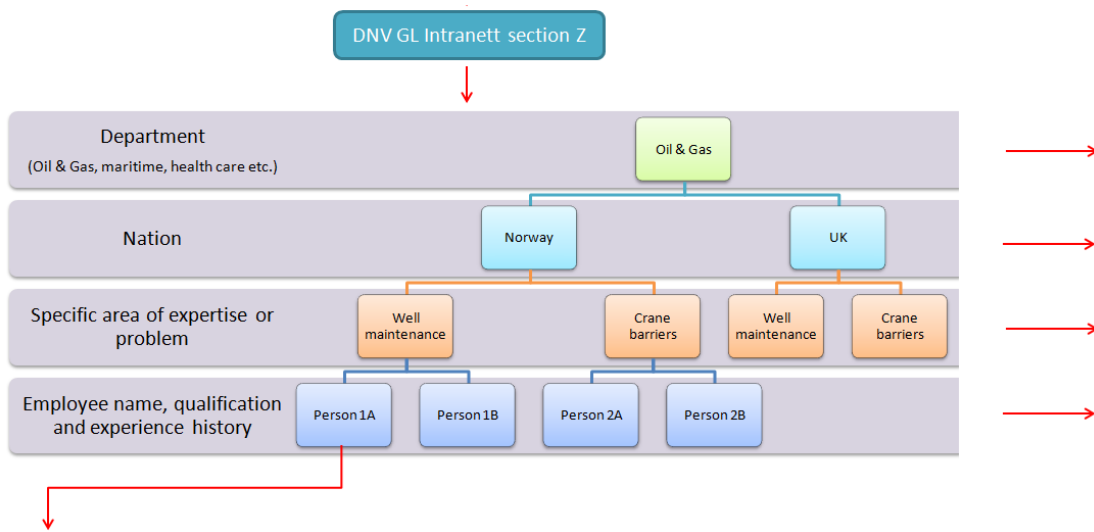 DNV GL Intranett section Z
Department
(Oil & Gas, maritime, health care etc.)
Oil & Gas
Nation
Norway
UK
Specific area of expertise or
problem
Well
maintenance
Crane
barriers
Well
maintenance
Crane
barriers
Employee name, qualification
and experience history
Person 1A
Person 1B
Person 2A
Person 2B